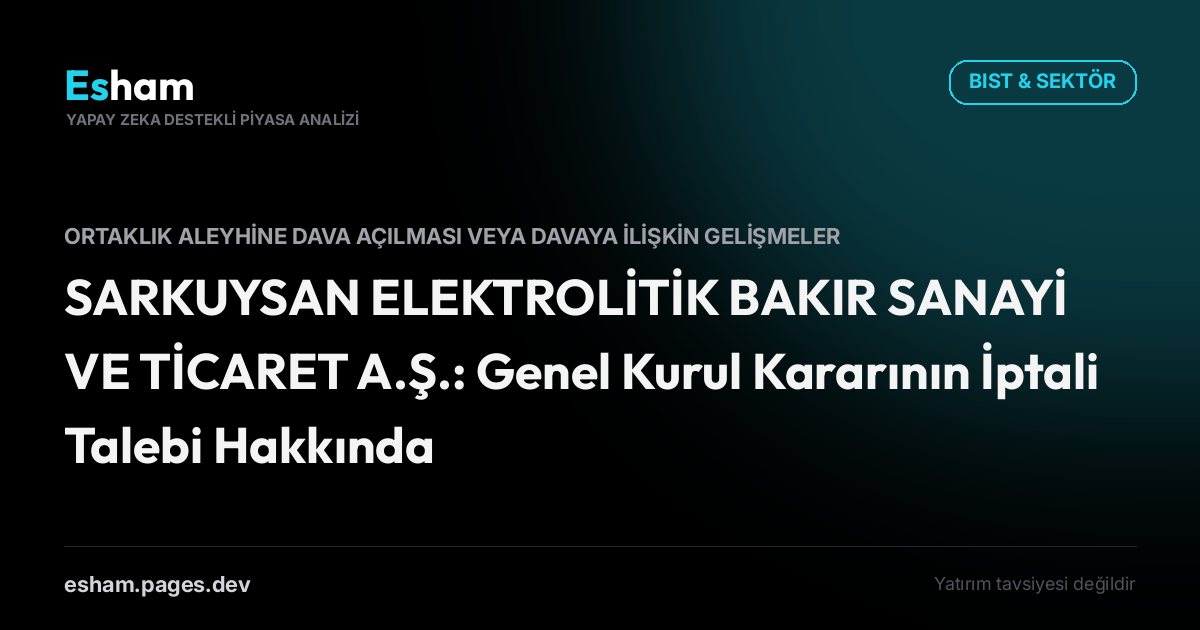 Esham
BIST & SEKTÖR
YAPAY ZEKA DESTEKLİ PİYASA ANALİZİ
ORTAKLIK ALEYHİNE DAVA AÇILMASI VEYA DAVAYA İLİŞKİN GELİŞMELER
SARKUYSAN ELEKTROLİTİK BAKIR SANAYİ
VE TİCARET A.Ş.: Genel Kurul Kararının İptali
Talebi Hakkında
esham.pages.dev
Yatırım tavsiyesi değildir